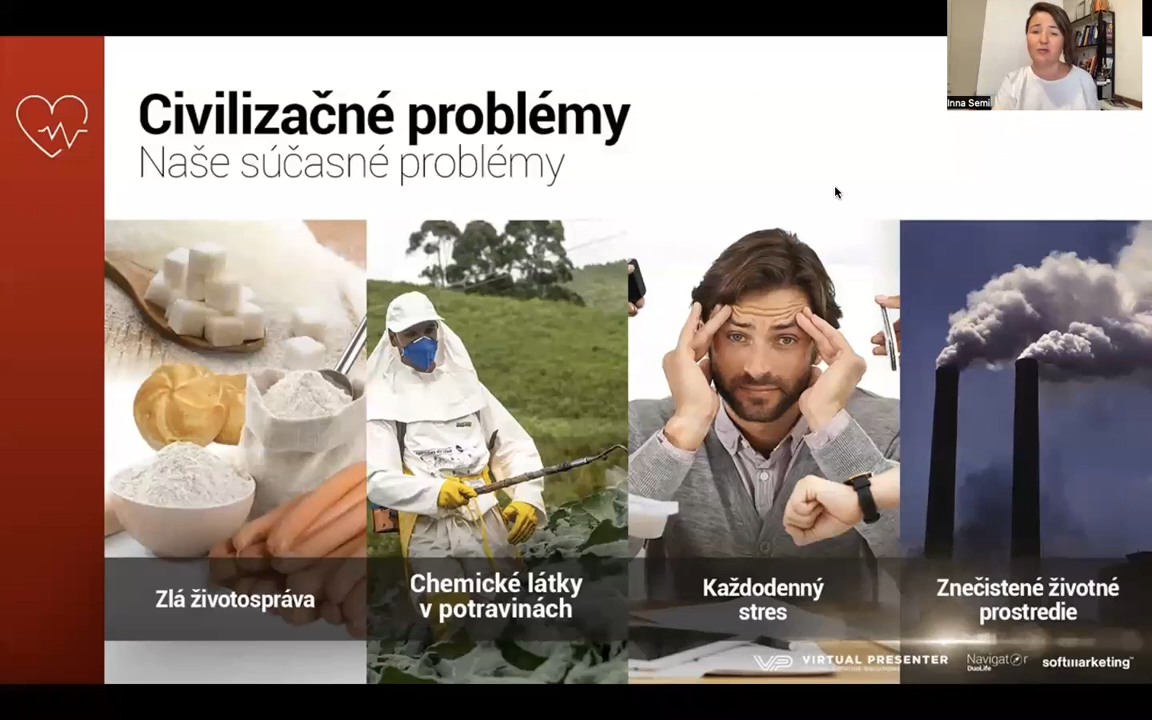 Inna Semi
Civilizačné problémy
Naše súčasné problémy
Zlá životospráva
Chemické látky
v potravinách
Každodenný
stres
Znečistené životné
prostredie
VP VIRTUAL PRESENTER
Navigator
DuoLife
softmarketing